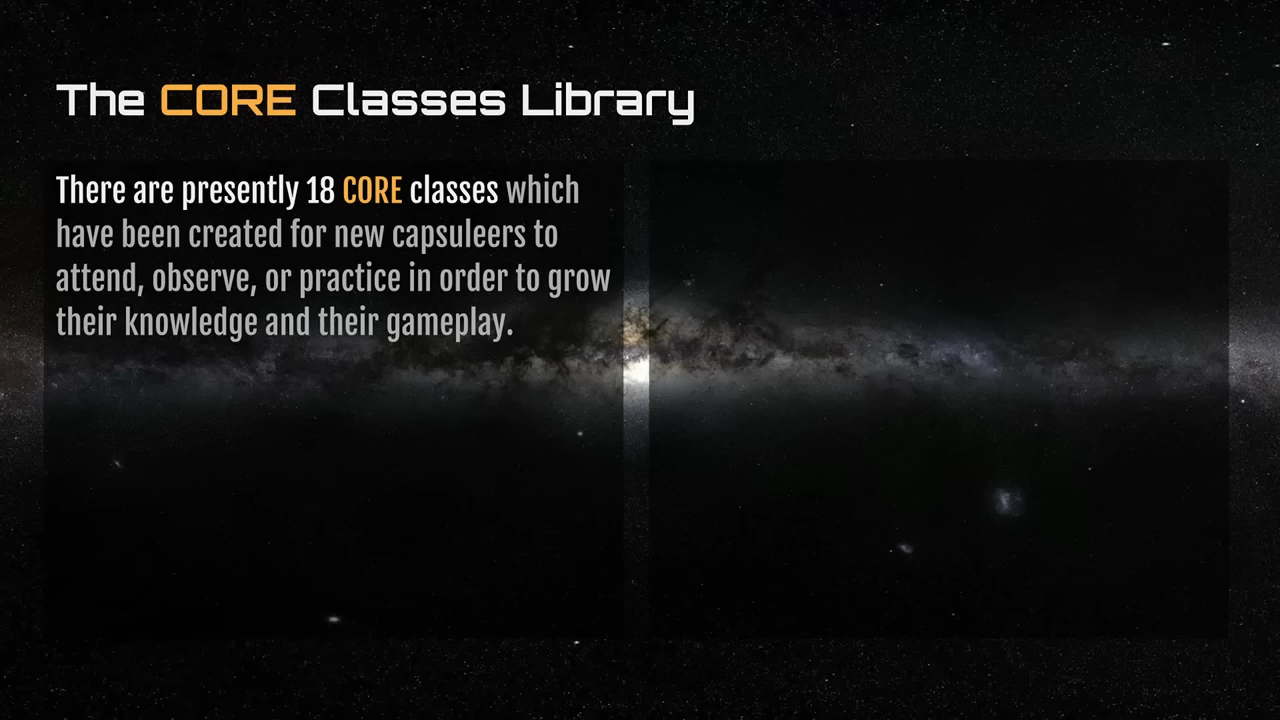 The CORE Classes Library
There are presently 18 CORE classes which
have been created for new capsuleers to
attend, observe, or practice in order to grow
their knowledge and their gameplay.